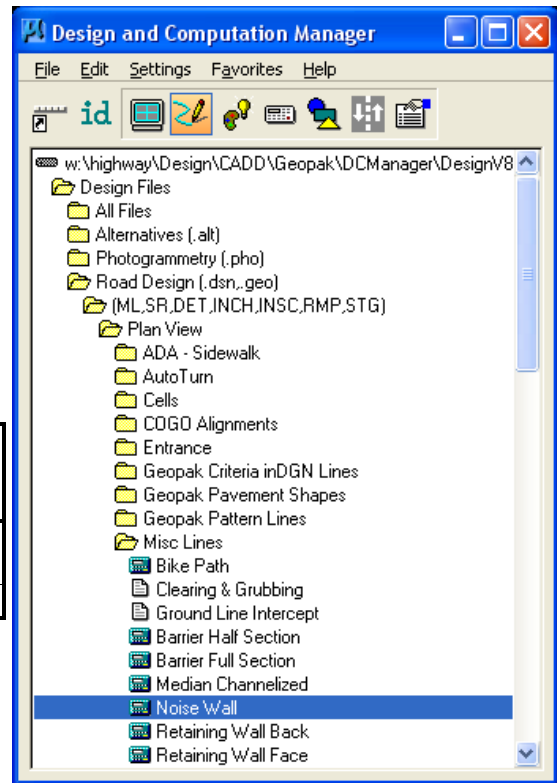 Design and Computation Manager
File Edit Settings Favorites Help
id
w:\highway\Design\CADD\Geopak\DCManager\DesignV8
Design Files
All Files
Alternatives (.alt)
Photogrammetry (.pho)
Road Design (.dsn,.geo)
(ML,SR,DET,INCH,INSC,RMP,STG)
Plan View
ADA - Sidewalk
AutoTurn
Cells
COGO Alignments
Entrance
Geopak Criteria inDGN Lines
Geopak Pavement Shapes
Geopak Pattern Lines
Misc Lines
Bike Path
Clearing & Grubbing
Ground Line Intercept
Barrier Half Section
Barrier Full Section
Median Channelized
Noise Wall
Retaining Wall Back
Retaining Wall Face